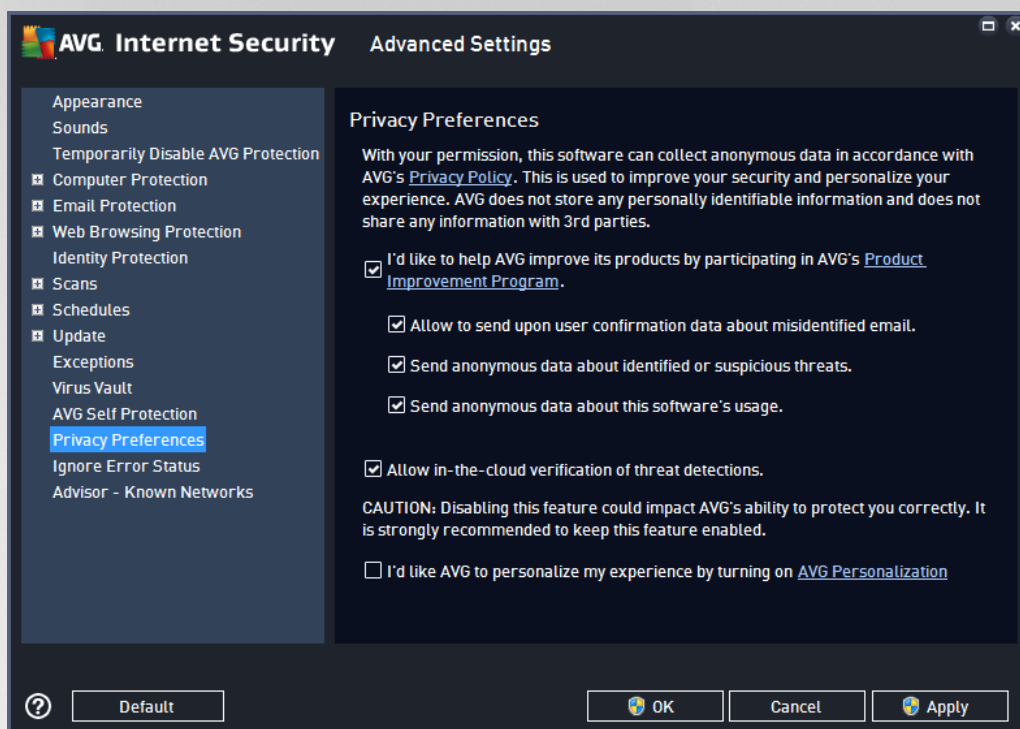 AVG. Internet Security Advanced Settings
Appearance
Sounds
Temporarily Disable AVG Protection
Computer Protection
Email Protection
Web Browsing Protection
Identity Protection
Scans
Schedules
Update
Exceptions
Virus Vault
AVG Self Protection
Privacy Preferences
Ignore Error Status
Advisor - Known Networks
Privacy Preferences
With your permission, this software can collect anonymous data in accordance with
AVG's Privacy Policy. This is used to improve your security and personalize your
experience. AVG does not store any personally identifiable information and does not
share any information with 3rd parties.
I'd like to help AVG improve its products by participating in AVG's Product
Improvement Program.
Allow to send upon user confirmation data about misidentified email.
Send anonymous data about identified or suspicious threats.
Send anonymous data about this software's usage.
Allow in-the-cloud verification of threat detections.
CAUTION: Disabling this feature could impact AVG's ability to protect you correctly. It
is strongly recommended to keep this feature enabled.
I'd like AVG to personalize my experience by turning on AVG Personalization
? Default OK Cancel Apply